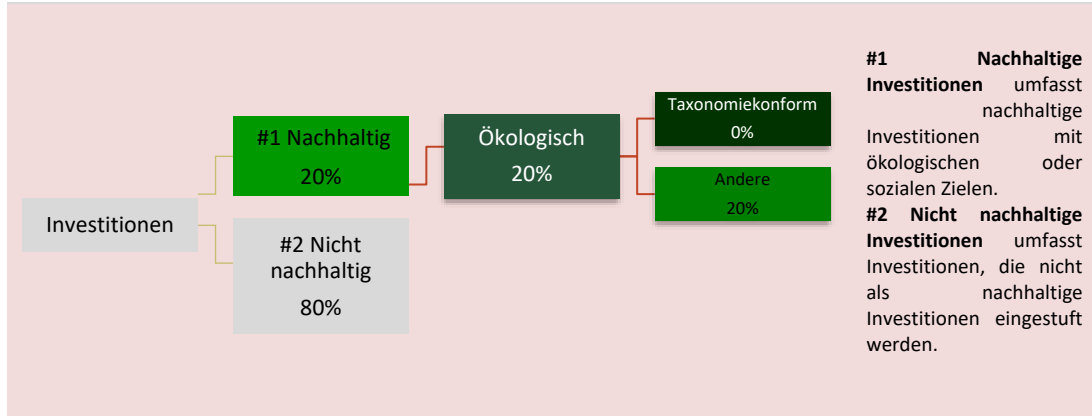 Investitionen
#1 Nachhaltig
20%
#2 Nicht
nachhaltig
80%
Ökologisch
20%
Taxonomiekonform
0%
Andere
20%
#1 Nachhaltige
Investitionen umfasst
nachhaltige
Investitionen mit
ökologischen oder
sozialen Zielen.
#2 Nicht nachhaltige
Investitionen umfasst
Investitionen, die nicht
als nachhaltige
Investitionen eingestuft
werden.